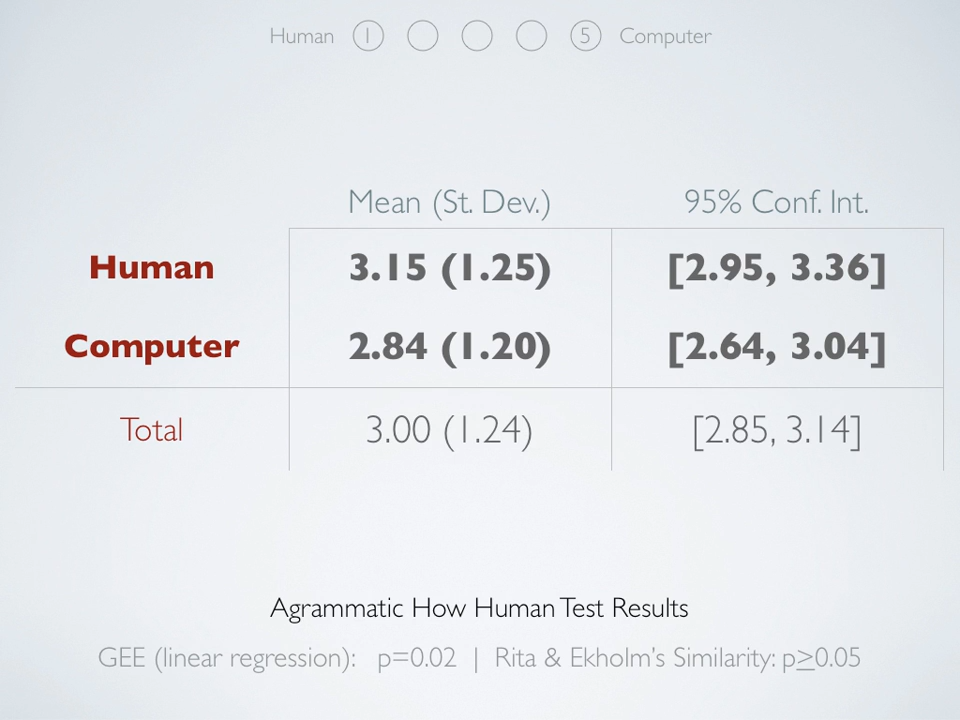 Human 1 5 Computer
Mean (St. Dev.) 95% Conf. Int.
Human 3.15 (1.25) [2.95, 3.36]
Computer 2.84 (1.20) [2.64, 3.04]
Total 3.00 (1.24) [2.85, 3.14]
Agrammatic How Human Test Results
GEE (linear regression): p=0.02 | Rita & Ekholm's Similarity: p≥0.05